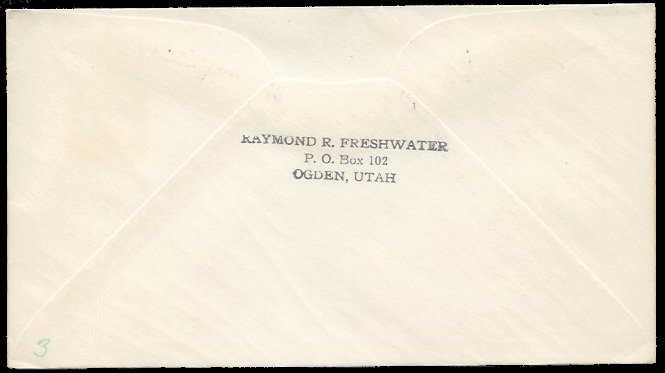 RAYMOND R. FRESHWATER
P. O. Box 102
OGDEN, UTAH
3